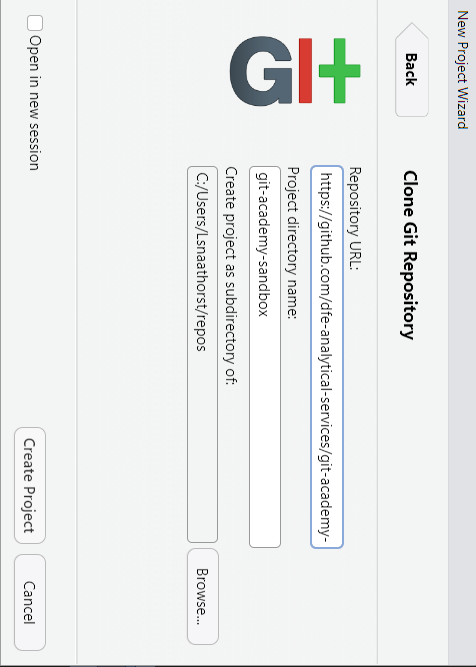 New Project Wizard
Back
Clone Git Repository
Repository URL:
https://github.com/dfe-analytical-services/git-academy-
Project directory name:
git-academy-sandbox
Create project as subdirectory of:
C:/Users/Lsnaathorst/repos
Browse...
Open in new session
Create Project
Cancel